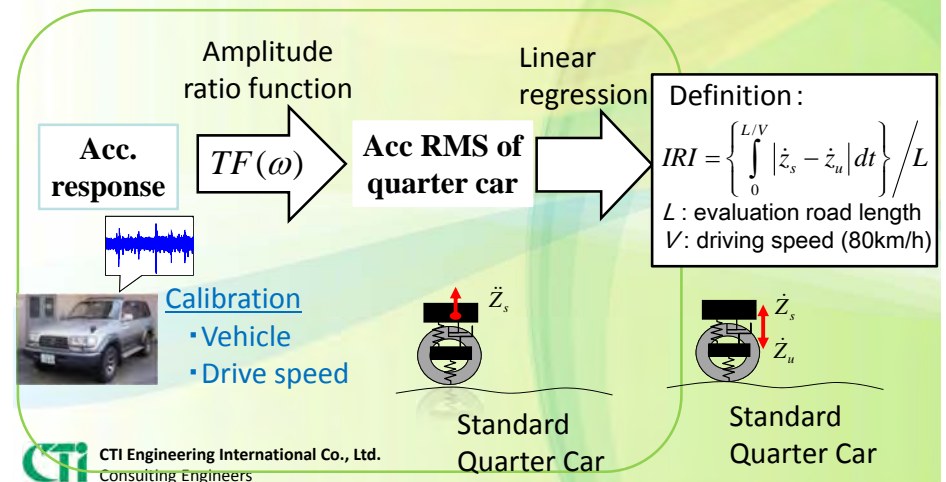 Amplitude
ratio function
Linear
regression
Acc.
response
TF(ω)
Acc RMS of
quarter car
Definition :
IRI = { ∫₀^{L/V} |ż_s − ż_u| dt } / L
L : evaluation road length
V : driving speed (80km/h)
Calibration
・Vehicle
・Drive speed
Z̈_s
Standard
Quarter Car
Ż_s
Ż_u
Standard
Quarter Car
CTi
CTI Engineering International Co., Ltd.
Consulting Engineers